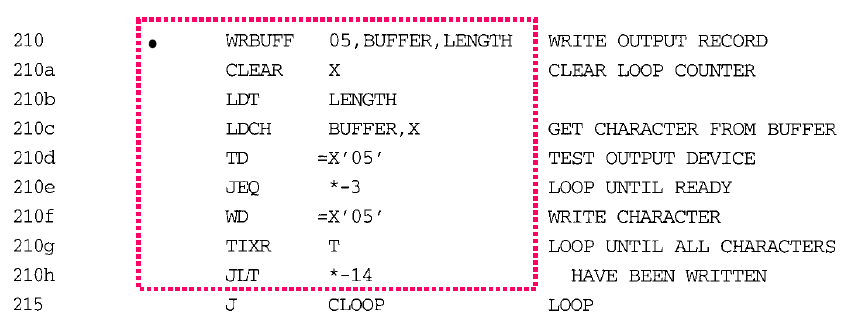 210 • WRBUFF 05,BUFFER,LENGTH WRITE OUTPUT RECORD
210a CLEAR X CLEAR LOOP COUNTER
210b LDT LENGTH
210c LDCH BUFFER,X GET CHARACTER FROM BUFFER
210d TD =X'05' TEST OUTPUT DEVICE
210e JEQ *-3 LOOP UNTIL READY
210f WD =X'05' WRITE CHARACTER
210g TIXR T LOOP UNTIL ALL CHARACTERS
210h JLT *-14 HAVE BEEN WRITTEN
215 J CLOOP LOOP